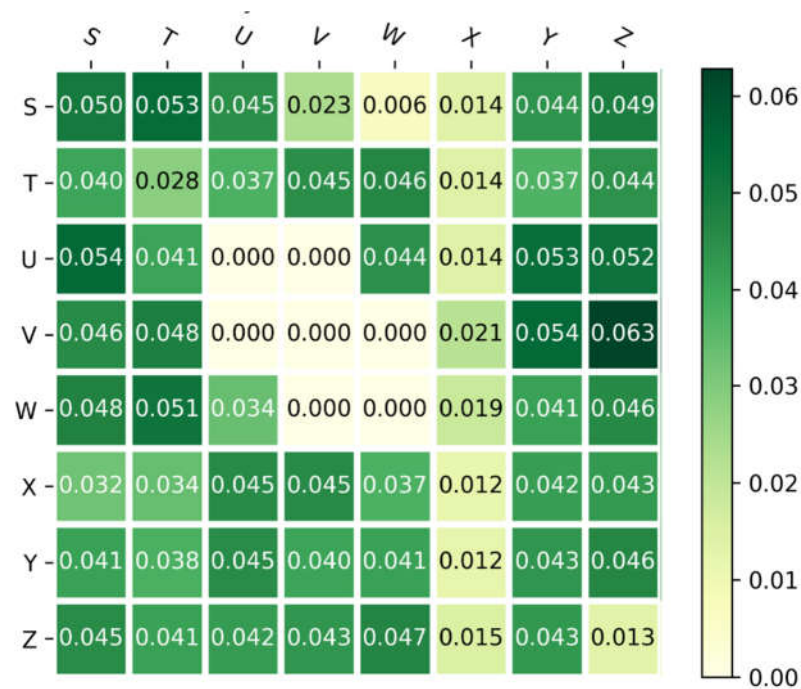 S T U V W X Y Z
S 0.050 0.053 0.045 0.023 0.006 0.014 0.044 0.049
T 0.040 0.028 0.037 0.045 0.046 0.014 0.037 0.044
U 0.054 0.041 0.000 0.000 0.044 0.014 0.053 0.052
V 0.046 0.048 0.000 0.000 0.000 0.021 0.054 0.063
W 0.048 0.051 0.034 0.000 0.000 0.019 0.041 0.046
X 0.032 0.034 0.045 0.045 0.037 0.012 0.042 0.043
Y 0.041 0.038 0.045 0.040 0.041 0.012 0.043 0.046
Z 0.045 0.041 0.042 0.043 0.047 0.015 0.043 0.013
0.06
0.05
0.04
0.03
0.02
0.01
0.00